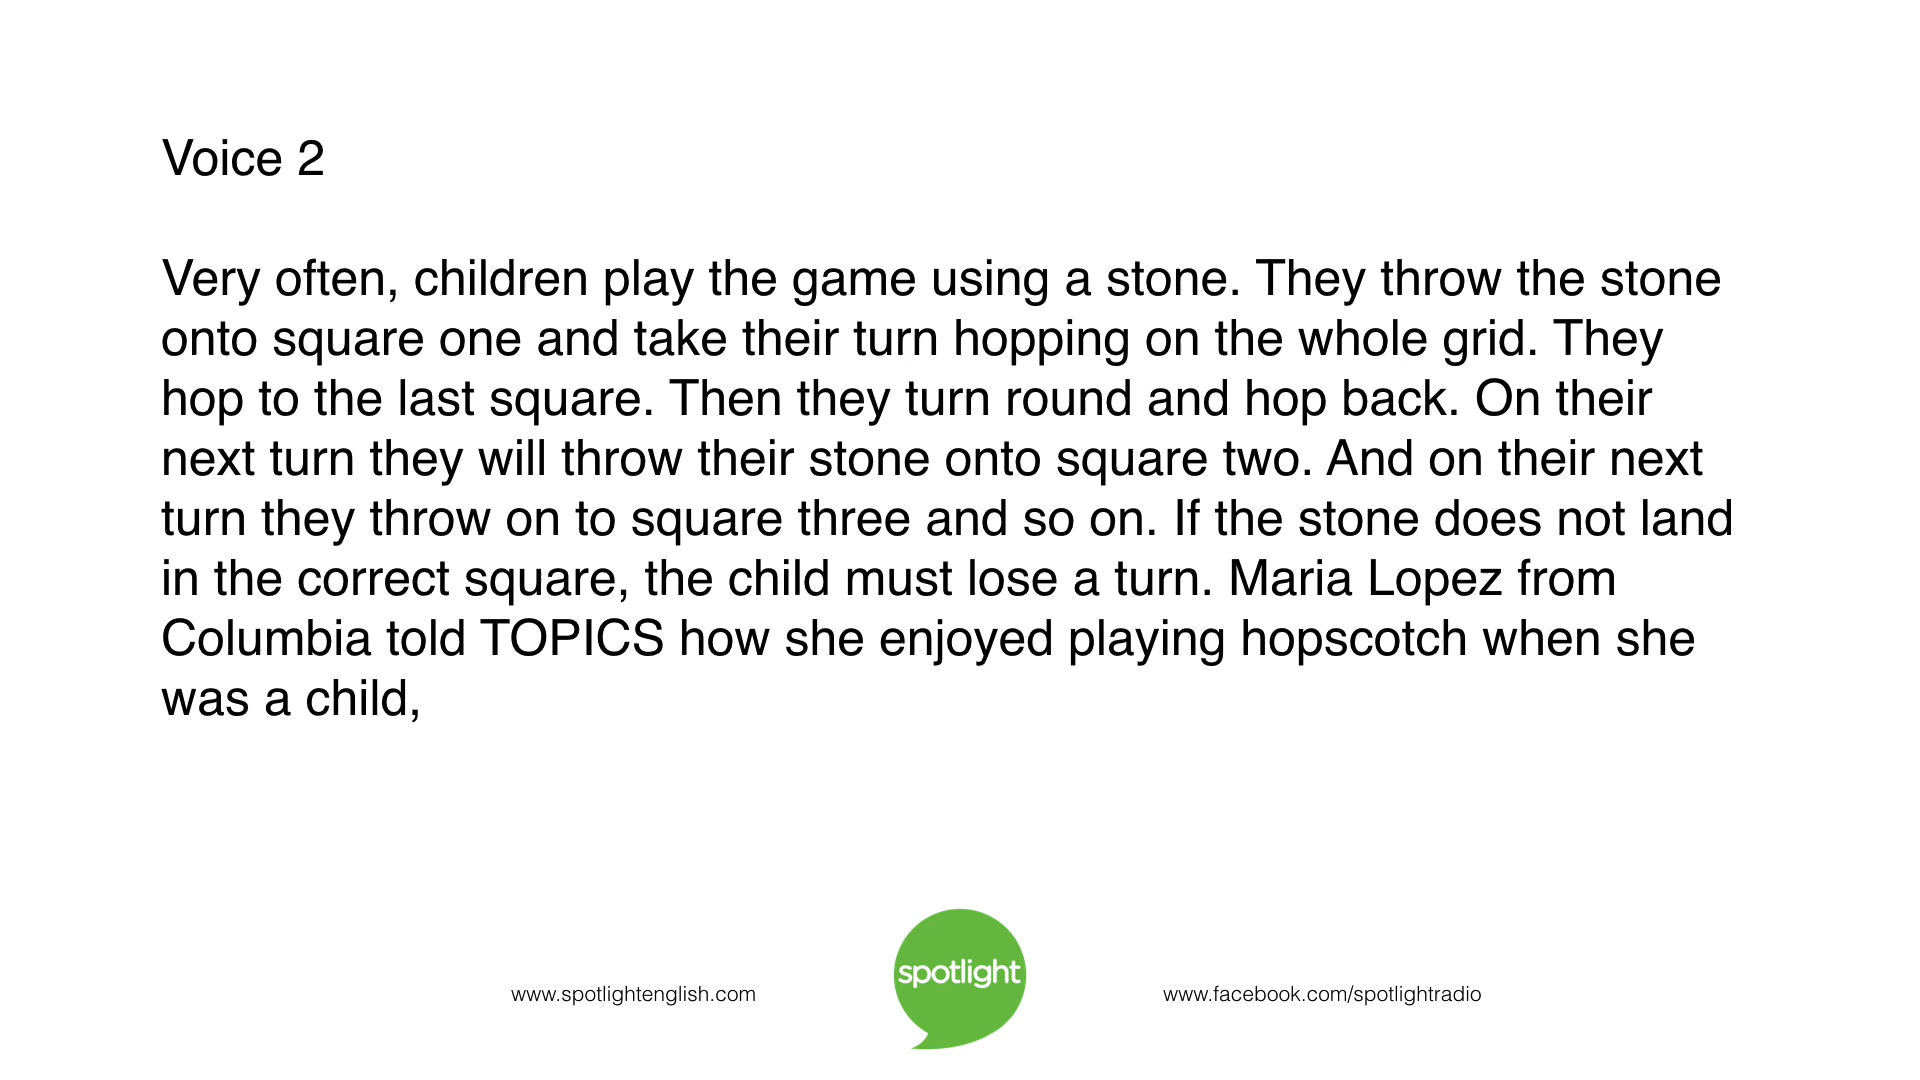 Voice 2
Very often, children play the game using a stone. They throw the stone
onto square one and take their turn hopping on the whole grid. They
hop to the last square. Then they turn round and hop back. On their
next turn they will throw their stone onto square two. And on their next
turn they throw on to square three and so on. If the stone does not land
in the correct square, the child must lose a turn. Maria Lopez from
Columbia told TOPICS how she enjoyed playing hopscotch when she
was a child,
www.spotlightenglish.com
spotlight
www.facebook.com/spotlightradio